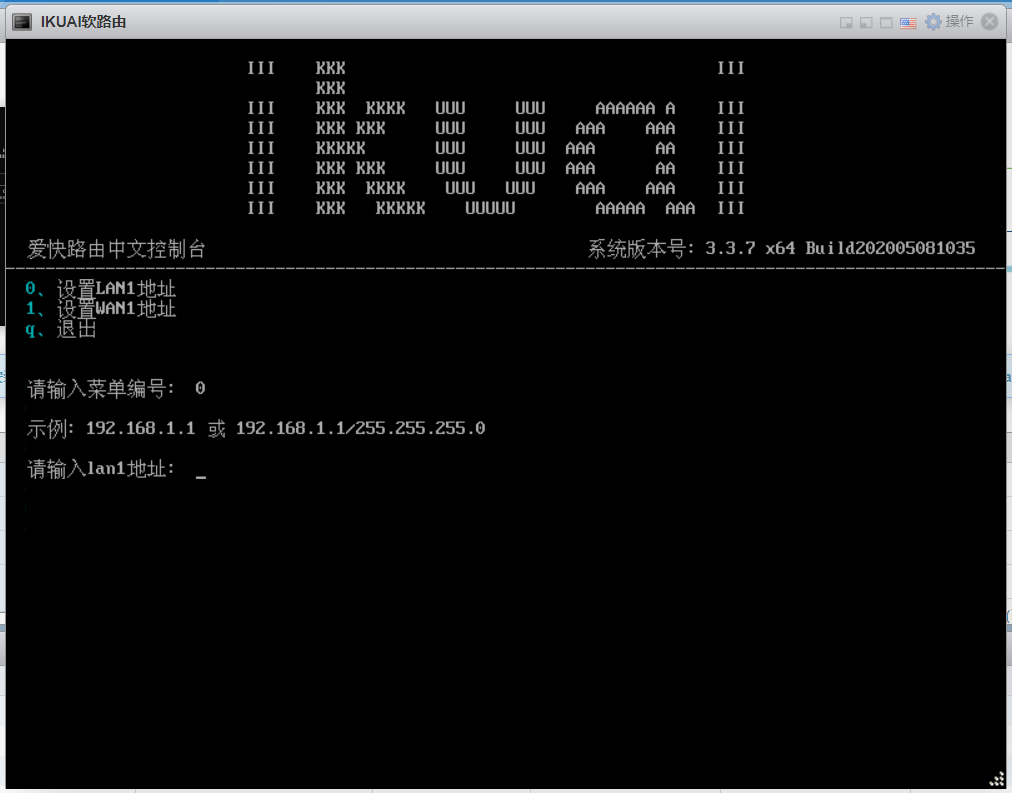 IKUAI软路由 操作
III KKK III
KKK
III KKK KKKK UUU UUU AAAAAA A III
III KKK KKK UUU UUU AAA AAA III
III KKKKK UUU UUU AAA AA III
III KKK KKK UUU UUU AAA AA III
III KKK KKKK UUU UUU AAA AAA III
III KKK KKKKK UUUUU AAAAA AAA III
爱快路由中文控制台 系统版本号: 3.3.7 x64 Build202005081035
0、设置LAN1地址
1、设置WAN1地址
q、退出
请输入菜单编号: 0
示例: 192.168.1.1 或 192.168.1.1/255.255.255.0
请输入lan1地址: _